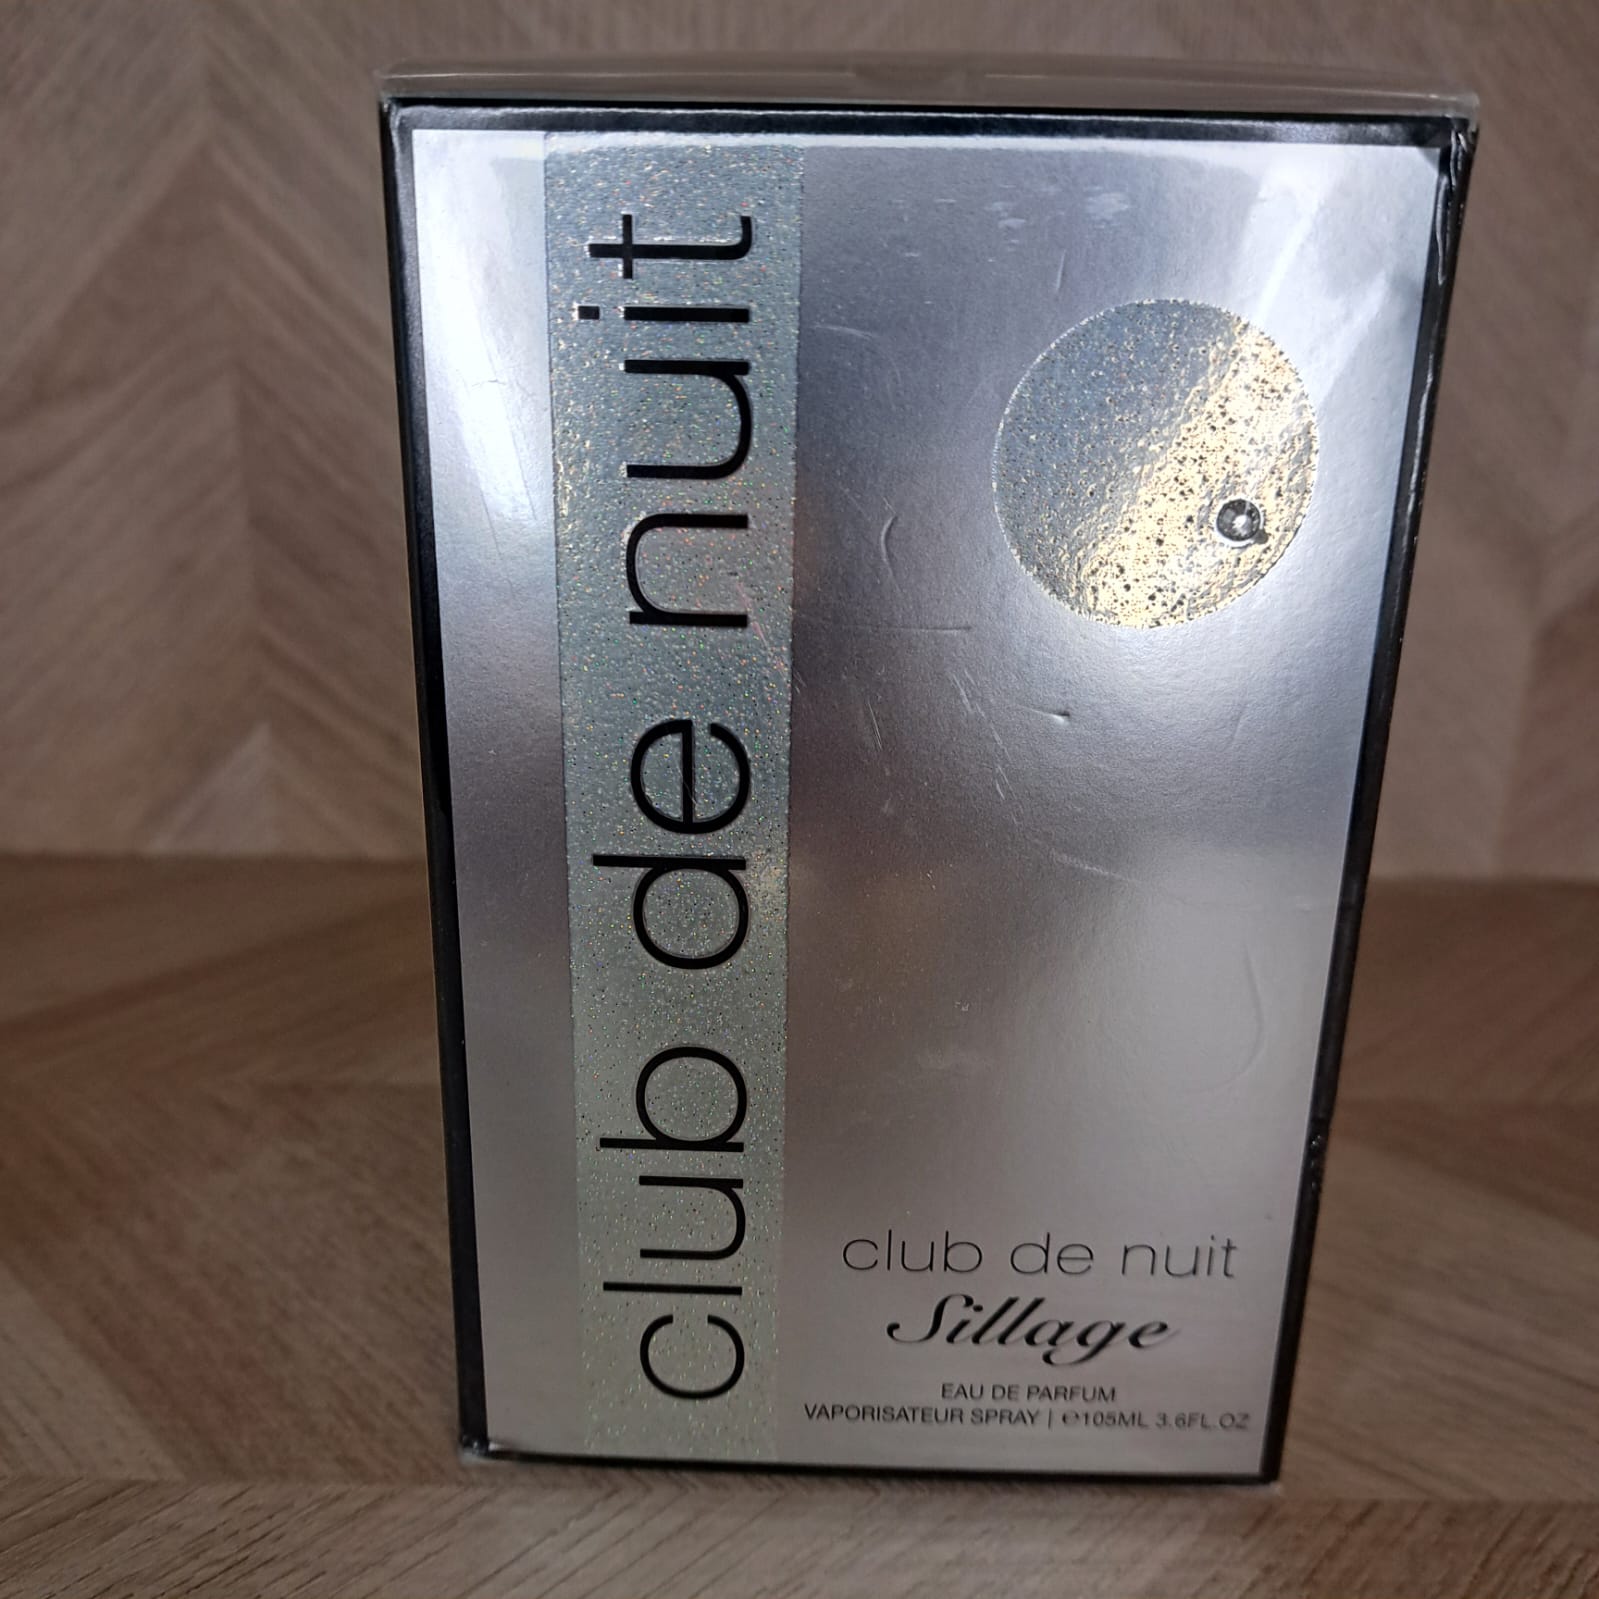 club de nuit
club de nuit
Sillage
EAU DE PARFUM
VAPORISATEUR SPRAY | ℮105ML 3.6FL.OZ